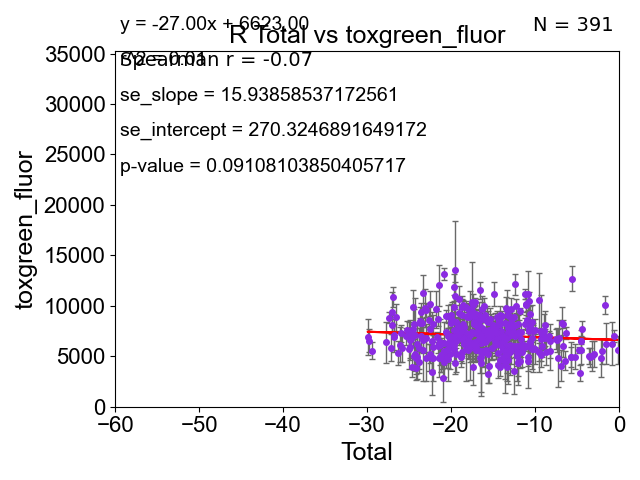 y = -27.00x + 6623.00
N = 391
R Total vs toxgreen_fluor
r^2 = 0.01
Spearman r = -0.07
se_slope = 15.93858537172561
se_intercept = 270.3246891649172
p-value = 0.09108103850405717
35000
30000
25000
20000
15000
10000
5000
0
toxgreen_fluor
−60
−50
−40
−30
−20
−10
0
Total